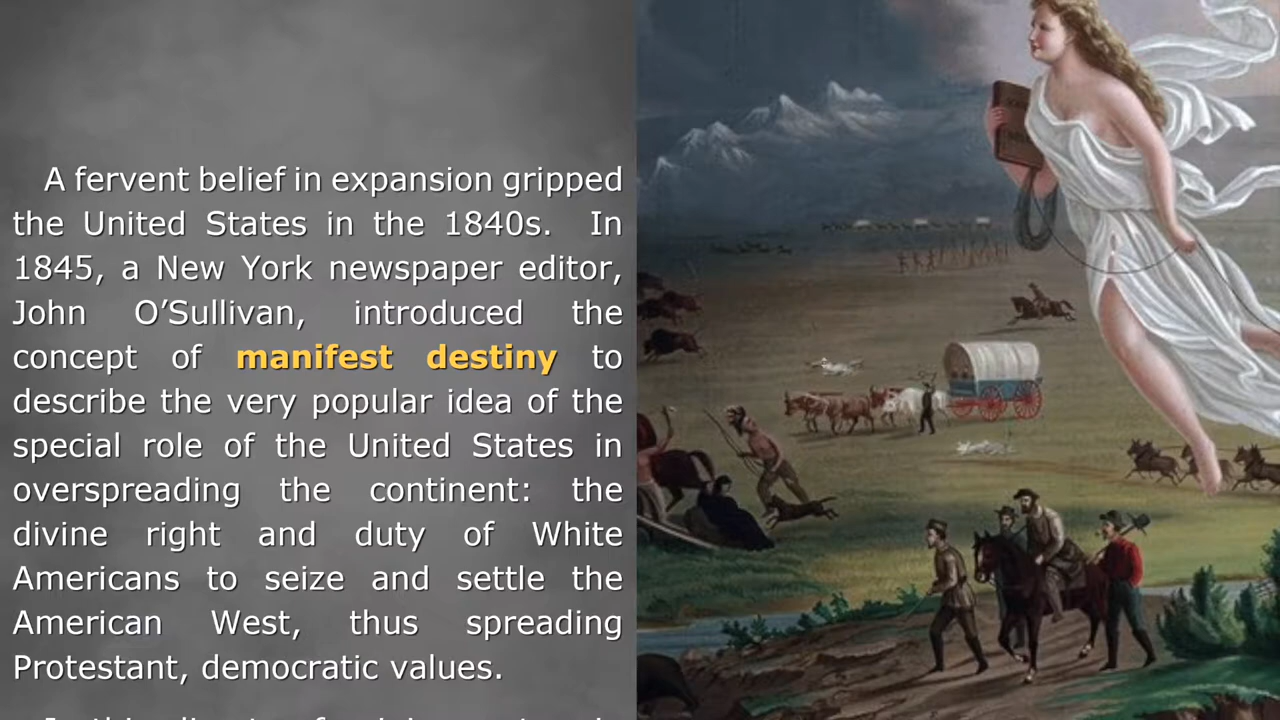 A fervent belief in expansion gripped
the United States in the 1840s. In
1845, a New York newspaper editor,
John O’Sullivan, introduced the
concept of manifest destiny to
describe the very popular idea of the
special role of the United States in
overspreading the continent: the
divine right and duty of White
Americans to seize and settle the
American West, thus spreading
Protestant, democratic values.